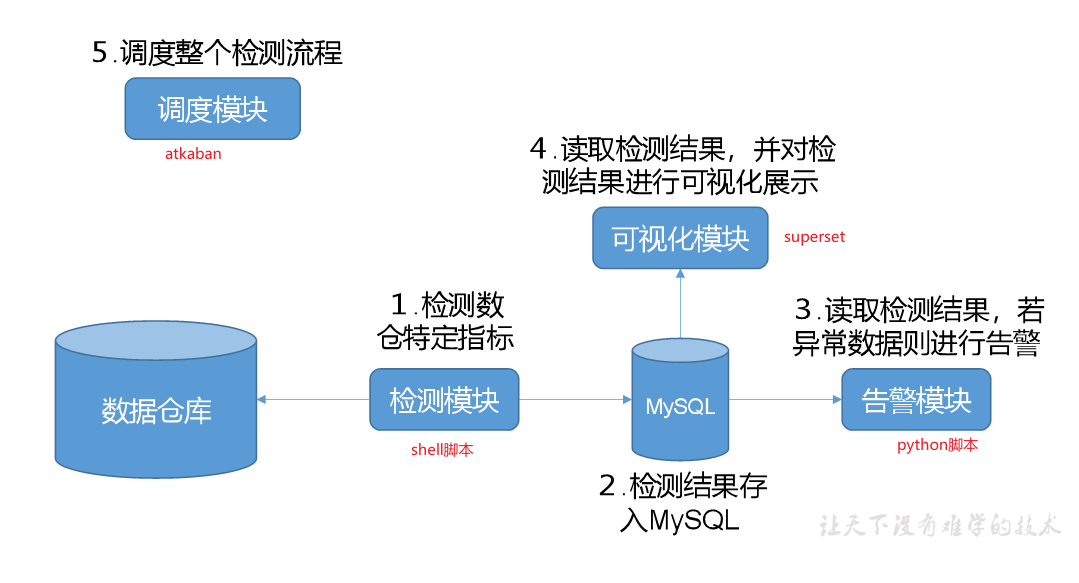 5.调度整个检测流程
调度模块
atkaban
4.读取检测结果，并对检
测结果进行可视化展示
可视化模块
superset
1.检测数
仓特定指标
3.读取检测结果，若
异常数据则进行告警
数据仓库
检测模块
MySQL
告警模块
shell脚本
python脚本
2.检测结果存
入MySQL
让天下没有难学的技术